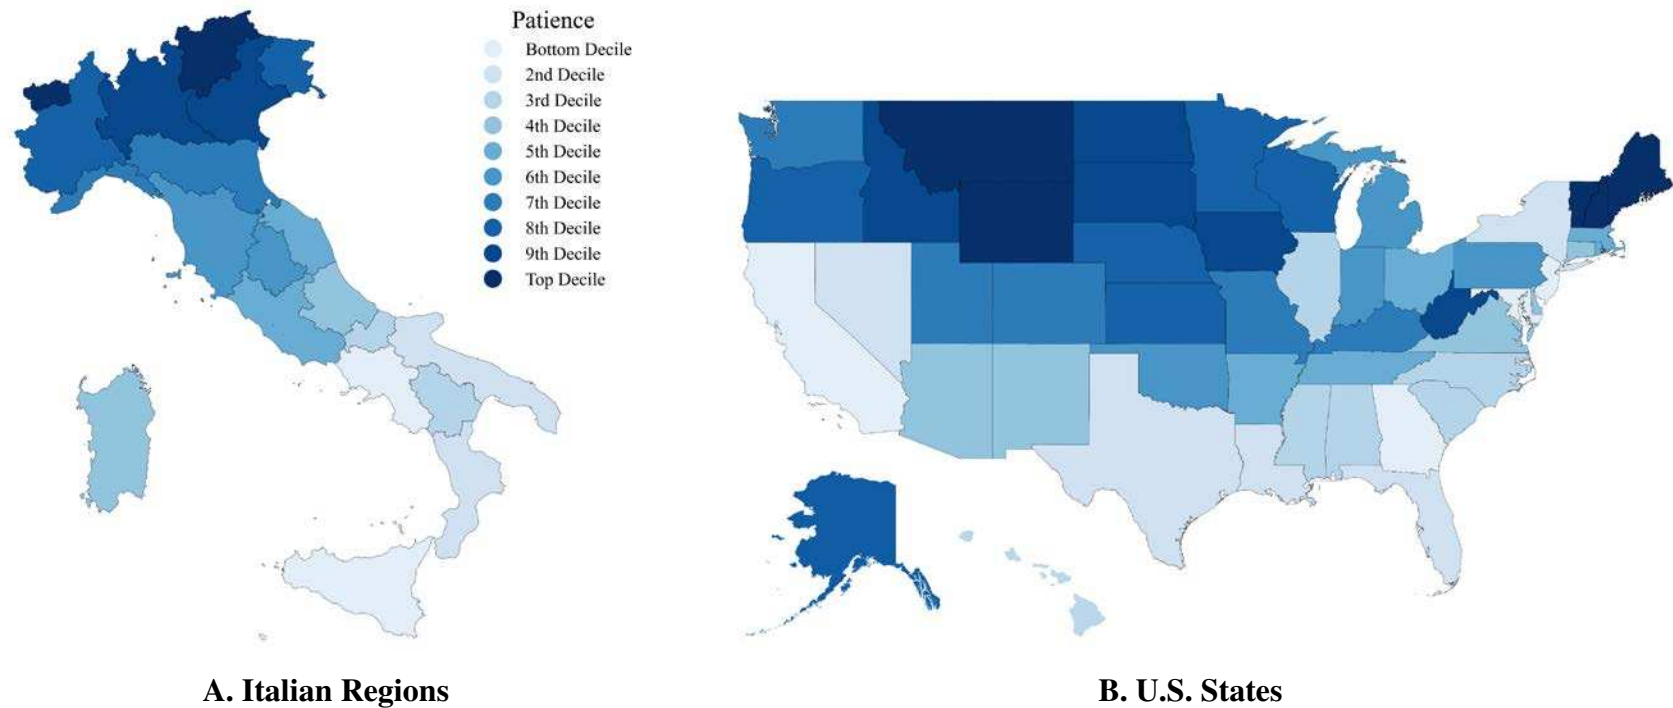 Patience
Bottom Decile
2nd Decile
3rd Decile
4th Decile
5th Decile
6th Decile
7th Decile
8th Decile
9th Decile
Top Decile
A. Italian Regions
B. U.S. States